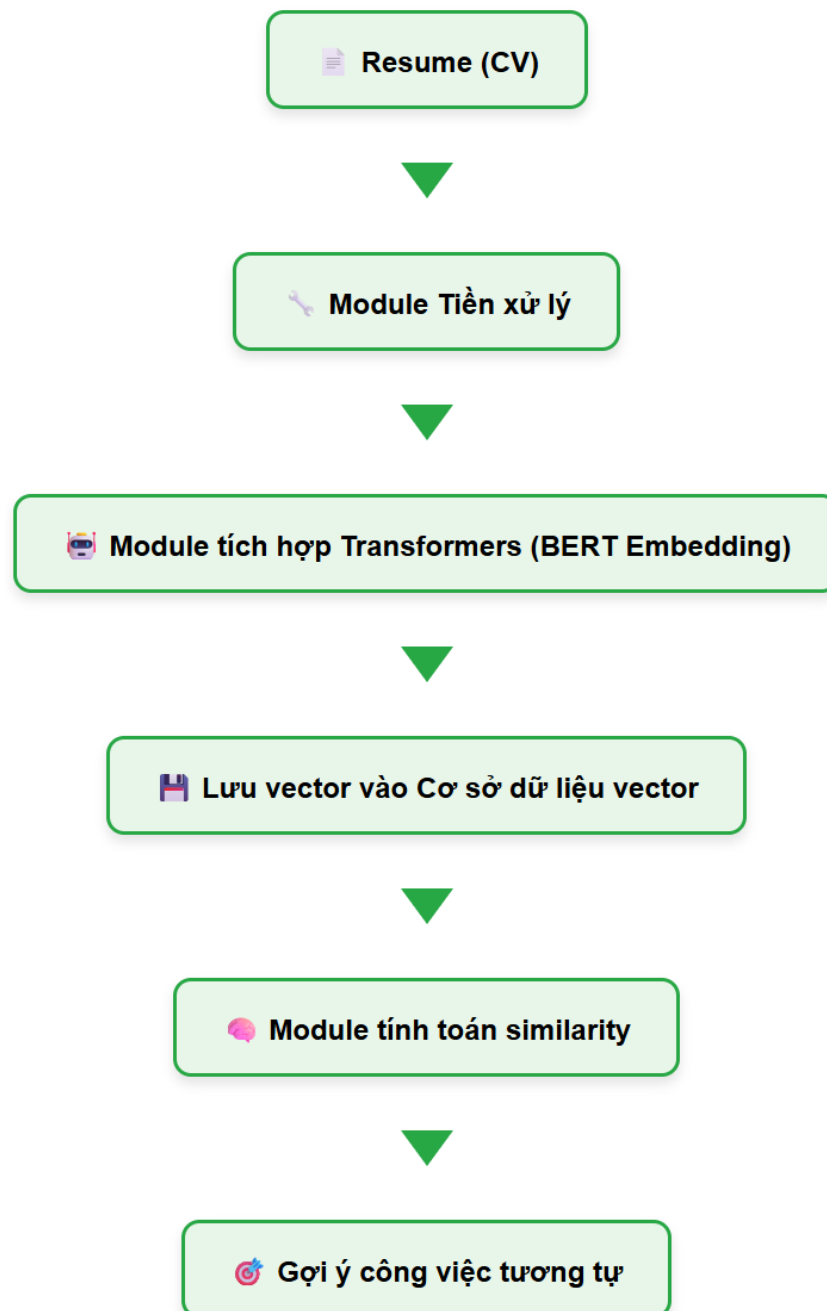 Resume (CV)
Module Tiền xử lý
Module tích hợp Transformers (BERT Embedding)
Lưu vector vào Cơ sở dữ liệu vector
Module tính toán similarity
Gợi ý công việc tương tự